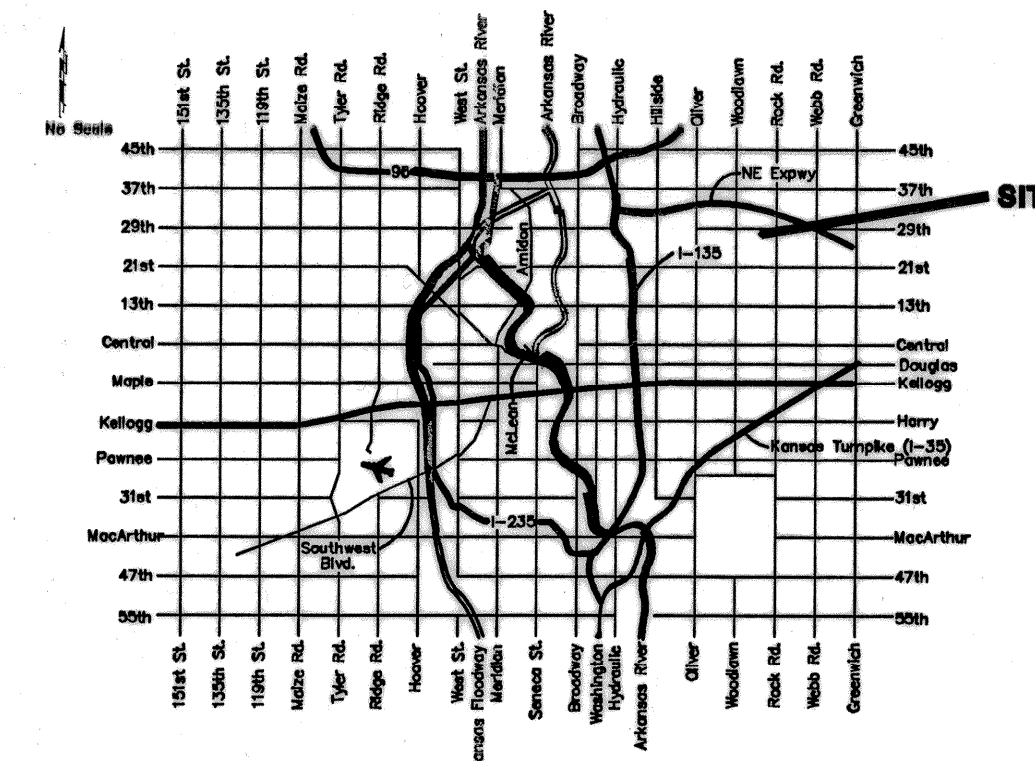 No Scale
151st St.
135th St.
119th St.
Maize Rd.
Tyler Rd.
Ridge Rd.
Hoover
West St.
Arkansas River
Meridian
Arkansas River
Broadway
Hydraulic
Hillside
Oliver
Woodlawn
Rock Rd.
Webb Rd.
Greenwich
45th
45th
37th
96
NE Expwy
37th
SIT
29th
29th
Amidon
21st
I-135
21st
13th
13th
Central
Central
Douglas
Maple
Kellogg
Kellogg
McLean
Harry
Kansas Turnpike (I-35)
Pawnee
Pawnee
31st
31st
I-235
MacArthur
MacArthur
Southwest
Blvd.
47th
47th
55th
55th
151st St.
135th St.
119th St.
Maize Rd.
Tyler Rd.
Ridge Rd.
Hoover
West St.
ansas Floodway
Meridian
Seneca St.
Broadway
Washington
Hydraulic
Arkansas River
Oliver
Woodlawn
Rock Rd.
Webb Rd.
Greenwich